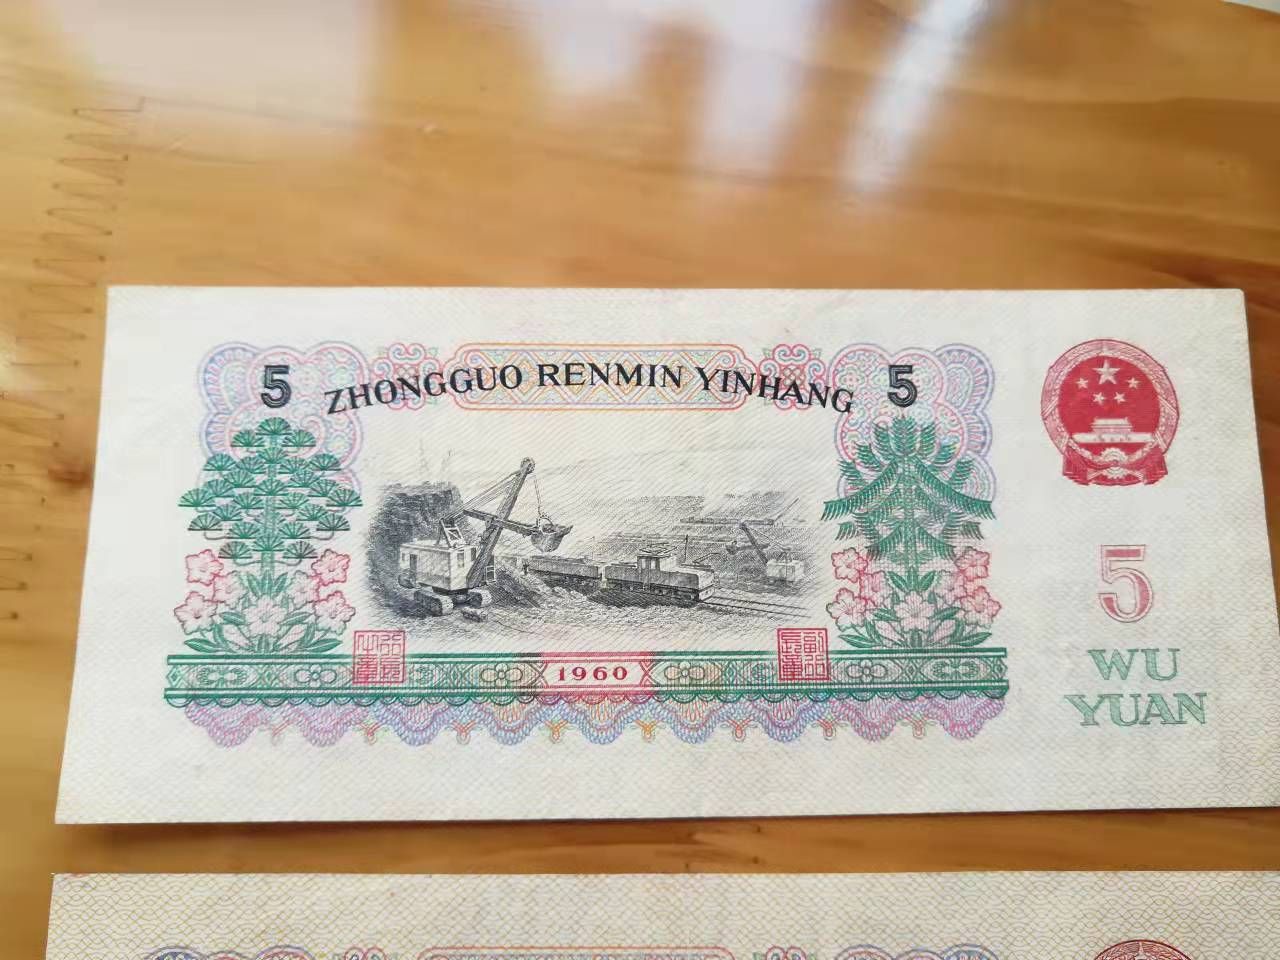 5 ZHONGGUO RENMIN YINHANG 5
5
WU
YUAN
1960